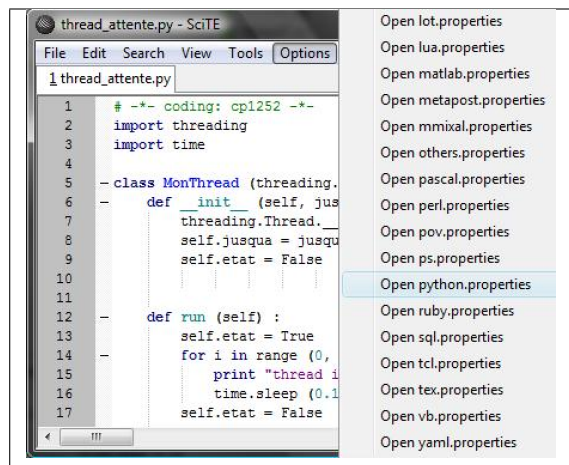 thread_attente.py - SciTE
File Edit Search View Tools Options
1 thread_attente.py
1 # -*- coding: cp1252 -*-
2 import threading
3 import time
4
5 class MonThread (threading.
6 def __init__ (self, jus
7 threading.Thread.__
8 self.jusqua = jusqu
9 self.etat = False
10
11
12 def run (self) :
13 self.etat = True
14 for i in range (0,
15 print "thread i
16 time.sleep (0.1
17 self.etat = False
Open lot.properties
Open lua.properties
Open matlab.properties
Open metapost.properties
Open mmixal.properties
Open others.properties
Open pascal.properties
Open perl.properties
Open pov.properties
Open ps.properties
Open python.properties
Open ruby.properties
Open sql.properties
Open tcl.properties
Open tex.properties
Open vb.properties
Open yaml.properties